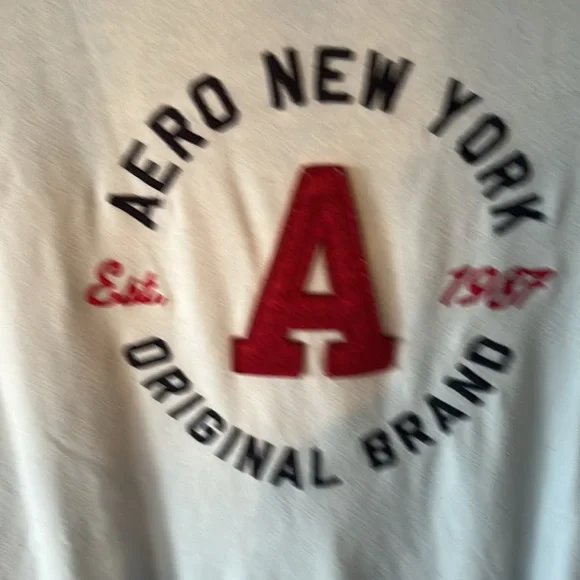 AERO NEW YORK
Est. A 1987
ORIGINAL BRAND